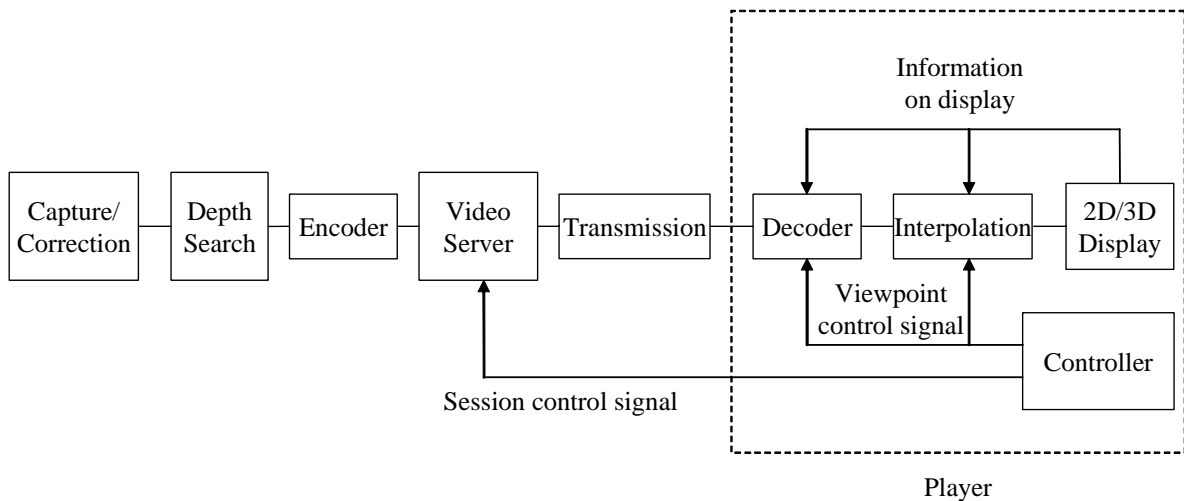 Information
on display
Capture/
Correction
Depth
Search
Encoder
Video
Server
Transmission
Decoder
Interpolation
2D/3D
Display
Viewpoint
control signal
Controller
Session control signal
Player